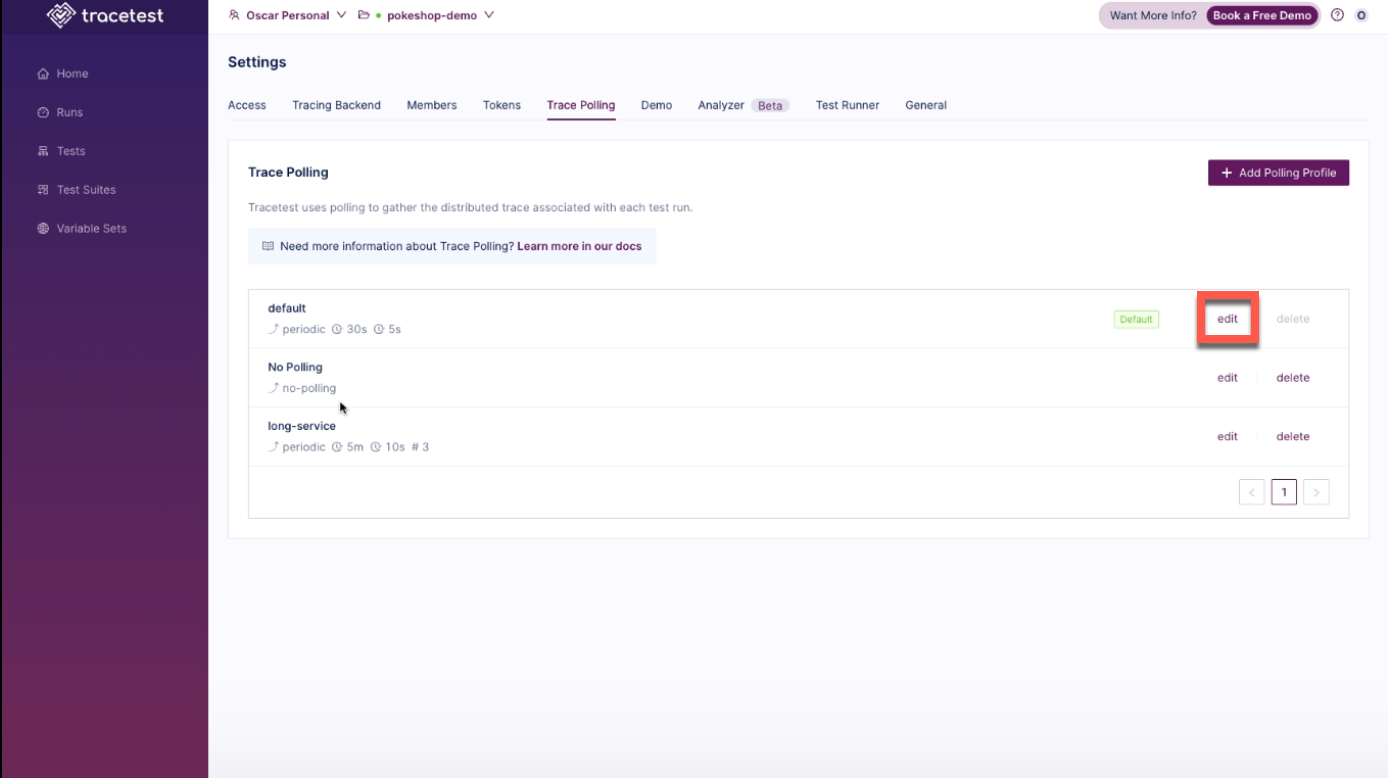 tracetest
Oscar Personal pokeshop-demo Want More Info? Book a Free Demo ? O
Home
Runs
Tests
Test Suites
Variable Sets
Settings
Access Tracing Backend Members Tokens Trace Polling Demo Analyzer Beta Test Runner General
Trace Polling + Add Polling Profile
Tracetest uses polling to gather the distributed trace associated with each test run.
Need more information about Trace Polling? Learn more in our docs
default
periodic 30s 5s Default edit delete
No Polling
no-polling edit delete
long-service
periodic 5m 10s # 3 edit delete
< 1 >